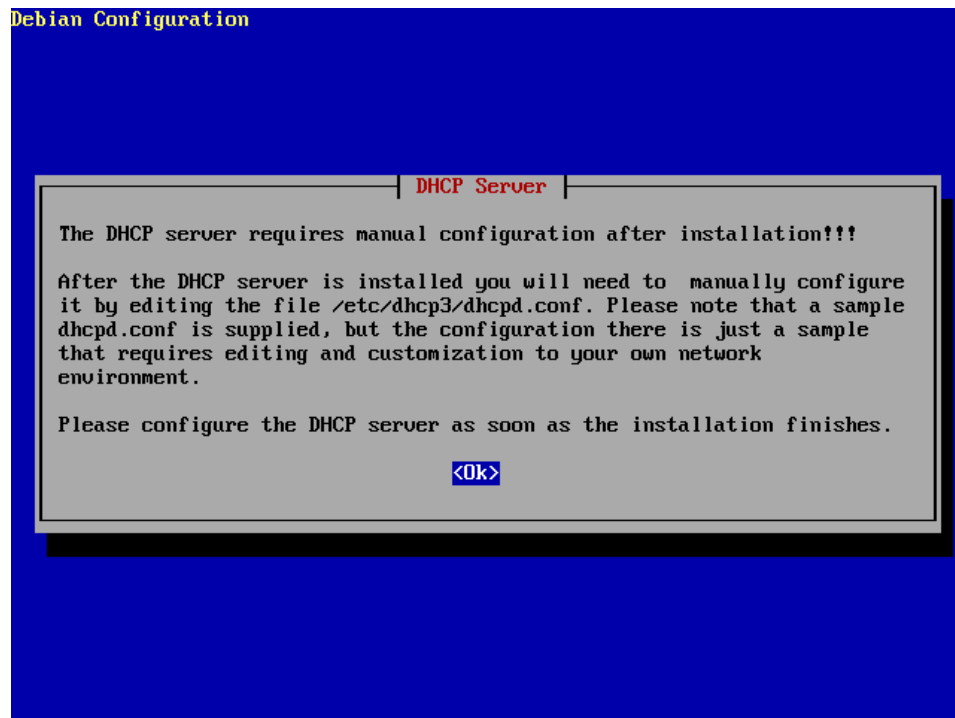 Debian Configuration
DHCP Server
The DHCP server requires manual configuration after installation!!!
After the DHCP server is installed you will need to  manually configure
it by editing the file /etc/dhcp3/dhcpd.conf. Please note that a sample
dhcpd.conf is supplied, but the configuration there is just a sample
that requires editing and customization to your own network
environment.
Please configure the DHCP server as soon as the installation finishes.
<Ok>